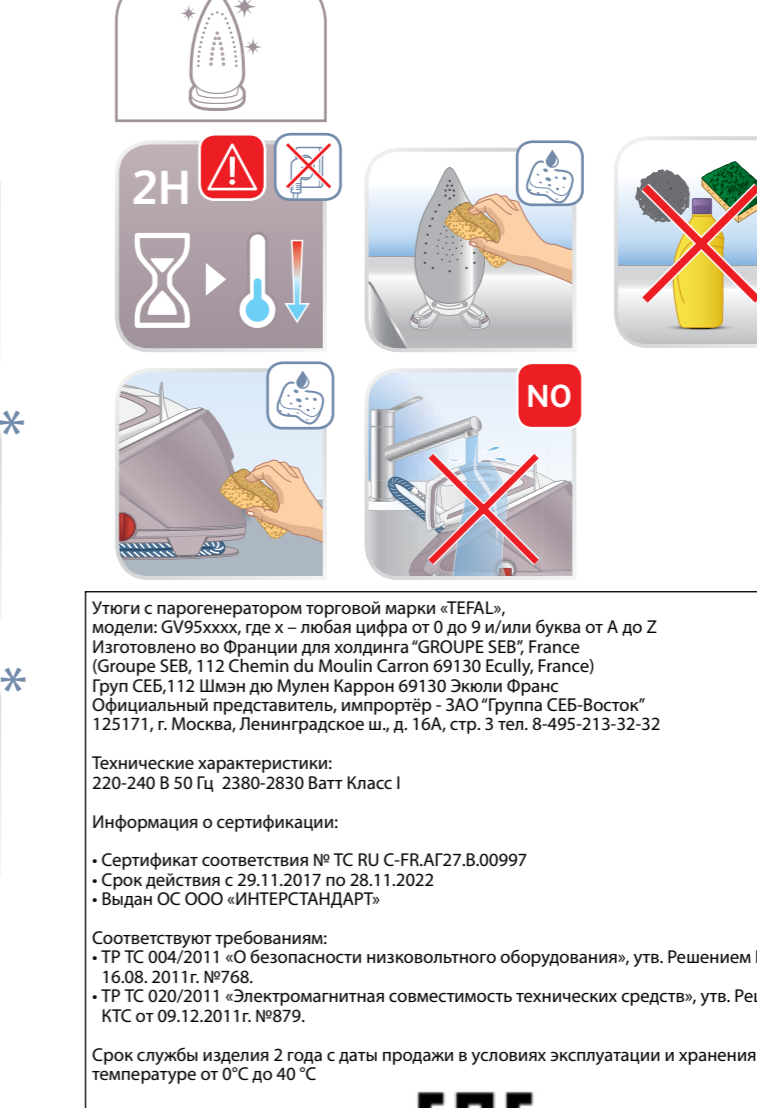 2H
NO
*
*
Утюги с парогенератором торговой марки «TEFAL»,
модели: GV95xxxx, где х – любая цифра от 0 до 9 и/или буква от A до Z
Изготовлено во Франции для холдинга “GROUPE SEB”, France
(Groupe SEB, 112 Chemin du Moulin Carron 69130 Ecully, France)
Груп СЕБ,112 Шмэн дю Мулен Каррон 69130 Экюли Франс
Официальный представитель, импрортёр - ЗАО “Группа СЕБ-Восток”
125171, г. Москва, Ленинградское ш., д. 16А, стр. 3 тел. 8-495-213-32-32
Технические характеристики:
220-240 В 50 Гц 2380-2830 Ватт Класс I
Информация о сертификации:
• Сертификат соответствия № ТС RU C-FR.АГ27.В.00997
• Срок действия с 29.11.2017 по 28.11.2022
• Выдан ОС ООО «ИНТЕРСТАНДАРТ»
Соответствуют требованиям:
• ТР ТС 004/2011 «О безопасности низковольтного оборудования», утв. Решением
16.08. 2011г. №768.
• ТР ТС 020/2011 «Электромагнитная совместимость технических средств», утв.
КТС от 09.12.2011г. №879.
Срок службы изделия 2 года с даты продажи в условиях эксплуатации и хранения
температуре от 0°C до 40 °C